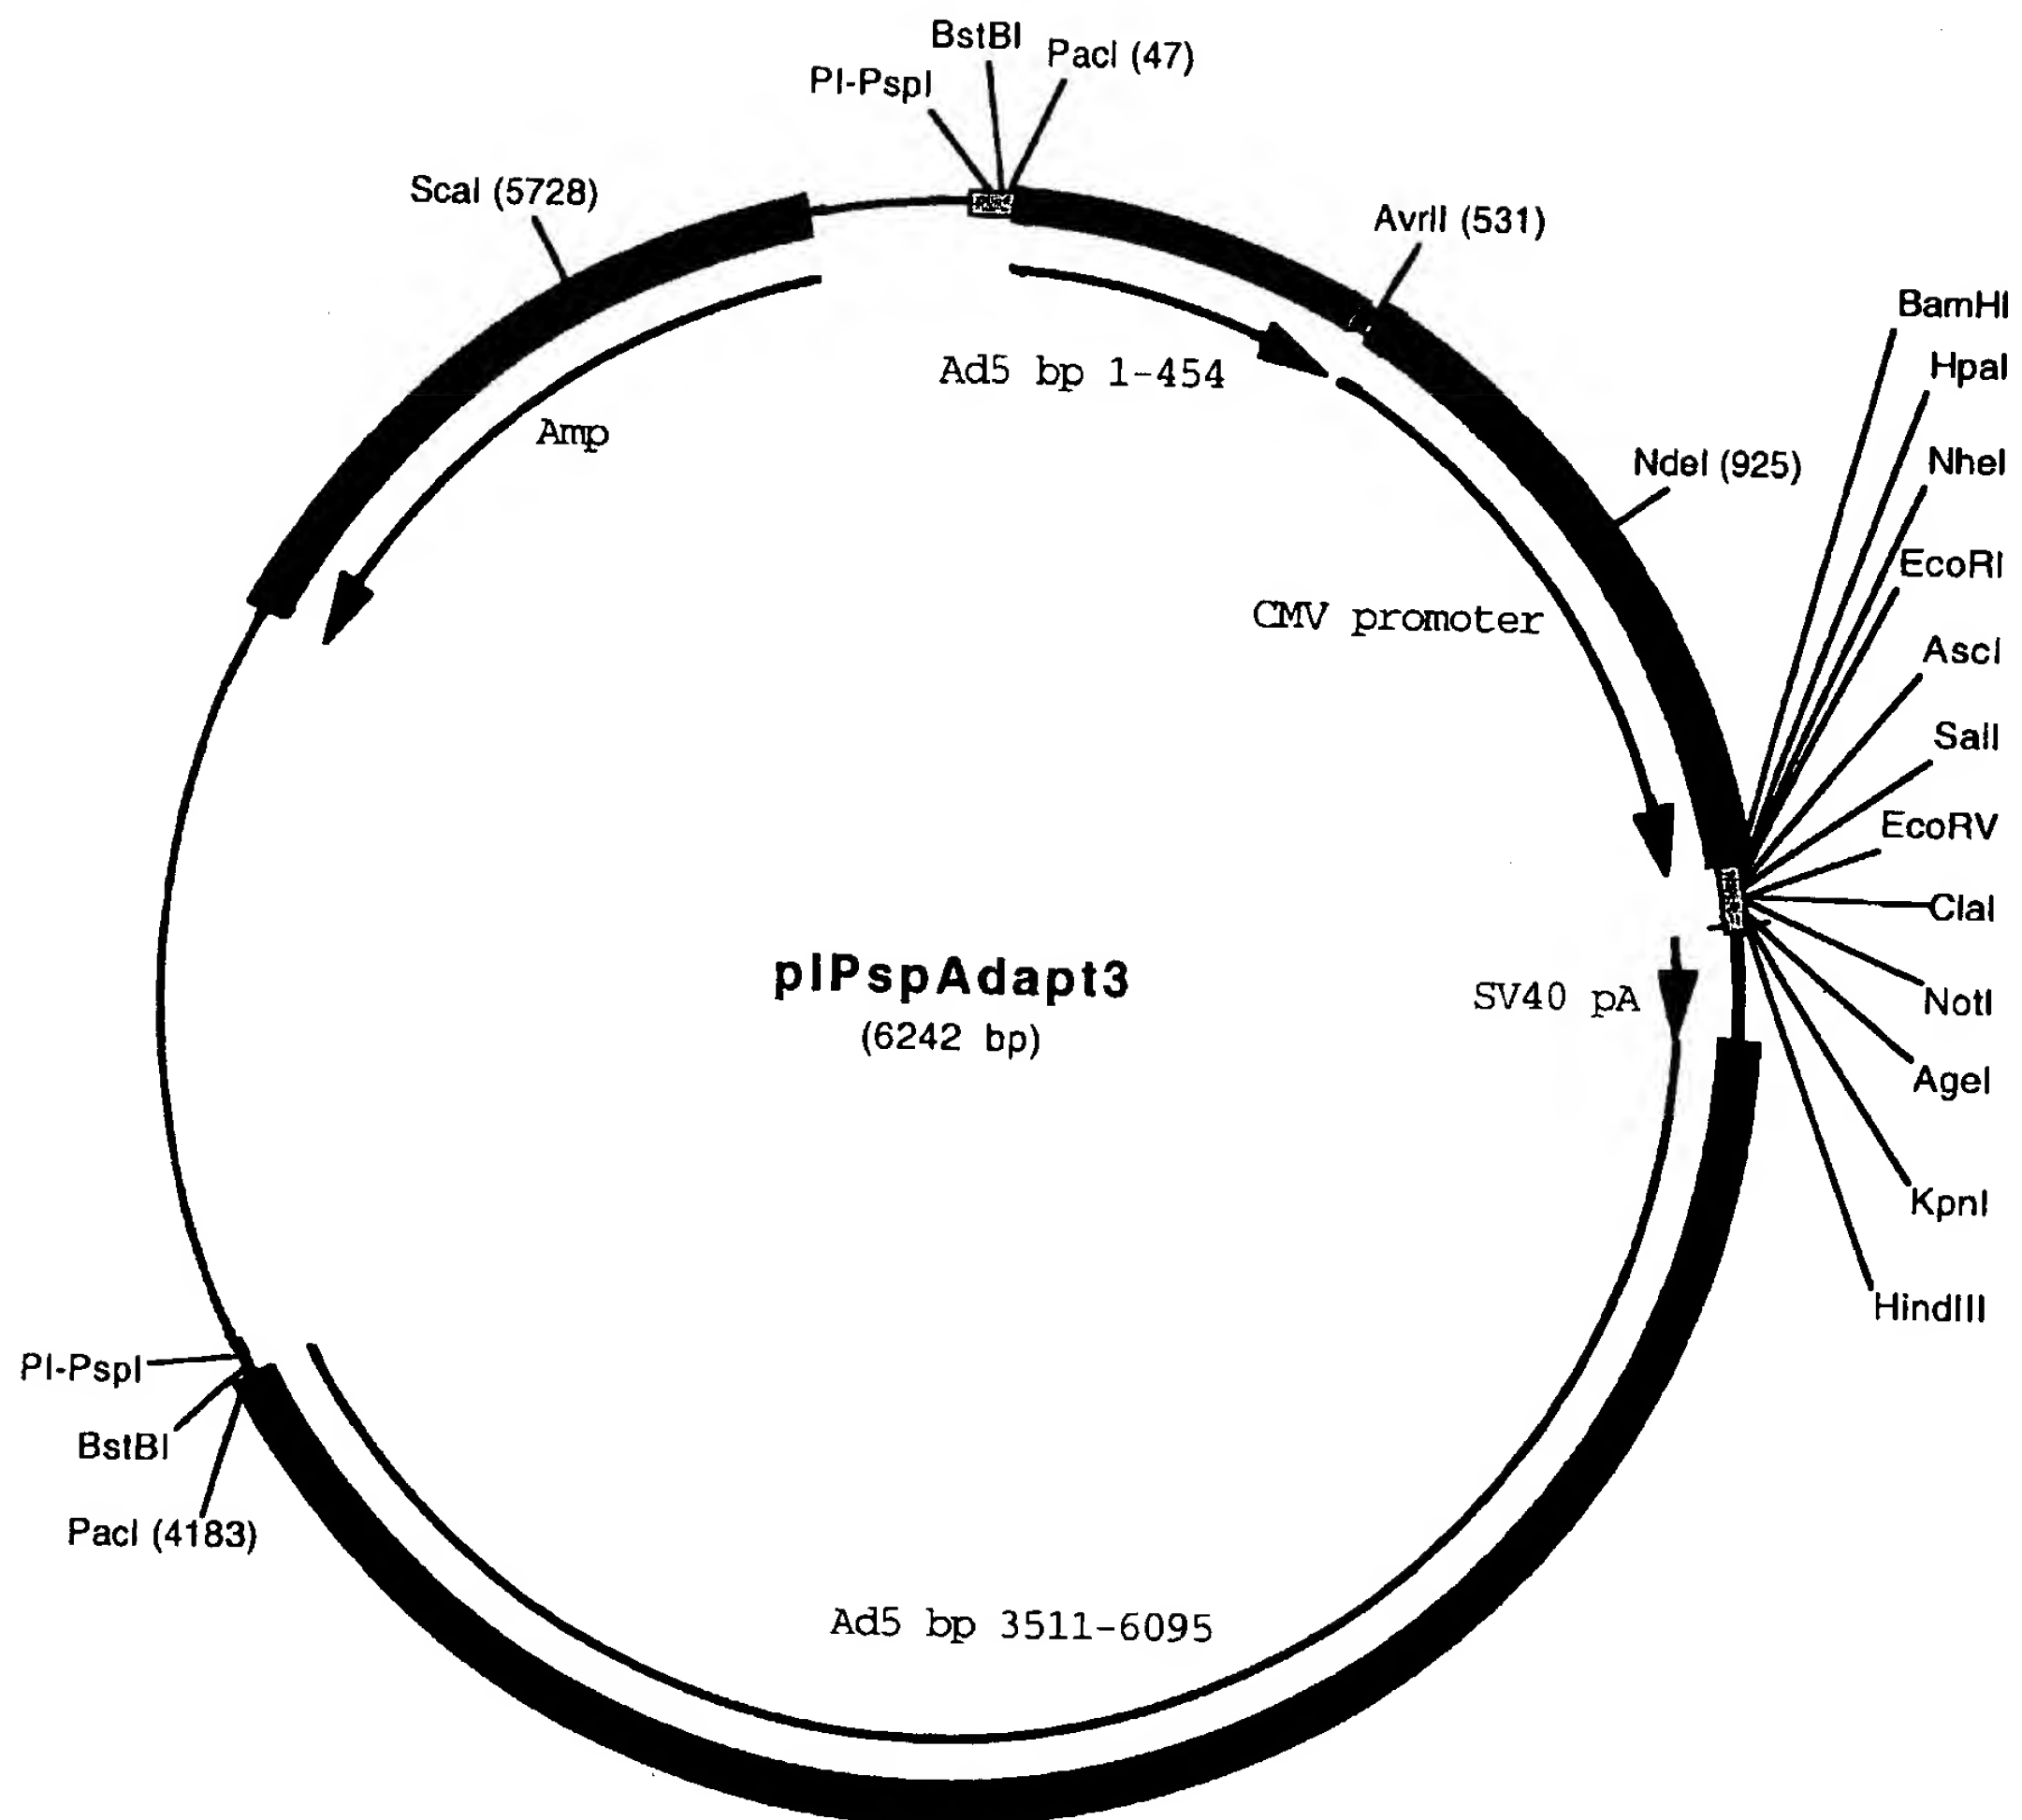 BstBI
PacI (47)
PI-PspI
ScaI (5728)
AvrII (531)
BamHI
HpaI
Ad5 bp 1-454
Amp
NdeI (925)
NheI
EcoRI
CMV promoter
AscI
SalI
EcoRV
ClaI
pIPspAdapt3
(6242 bp)
SV40 pA
NotI
AgeI
KpnI
HindIII
PI-PspI
BstBI
PacI (4183)
Ad5 bp 3511-6095